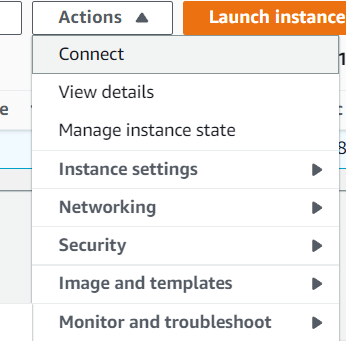 Actions
Launch instance
Connect
View details
Manage instance state
Instance settings
Networking
Security
Image and templates
Monitor and troubleshoot